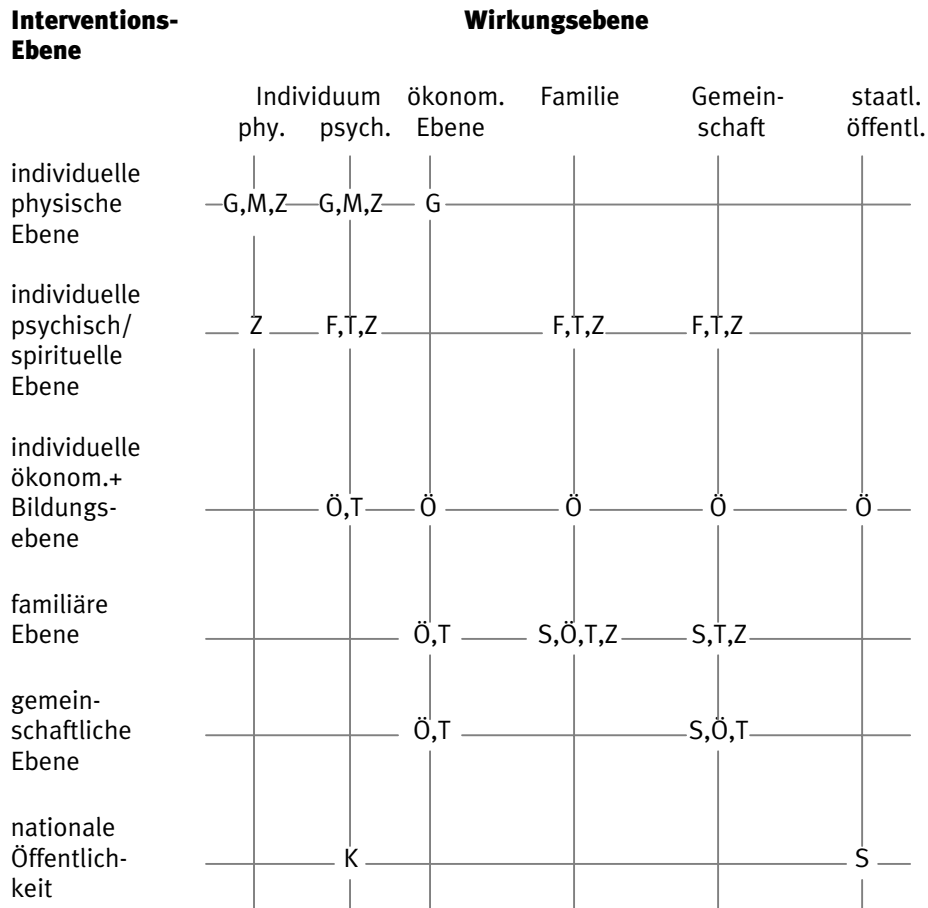 Interventions- Wirkungsebene
Ebene
Individuum ökonom. Familie Gemein- staatl.
phy. psych. Ebene schaft öffentl.
individuelle
physische G,M,Z G,M,Z G
Ebene
individuelle
psychisch/ Z F,T,Z F,T,Z F,T,Z
spirituelle
Ebene
individuelle
ökonom.+
Bildungs- Ö,T Ö Ö Ö Ö
ebene
familiäre
Ebene Ö,T S,Ö,T,Z S,T,Z
gemein-
schaftliche Ö,T S,Ö,T
Ebene
nationale
Öffentlich- K S
keit